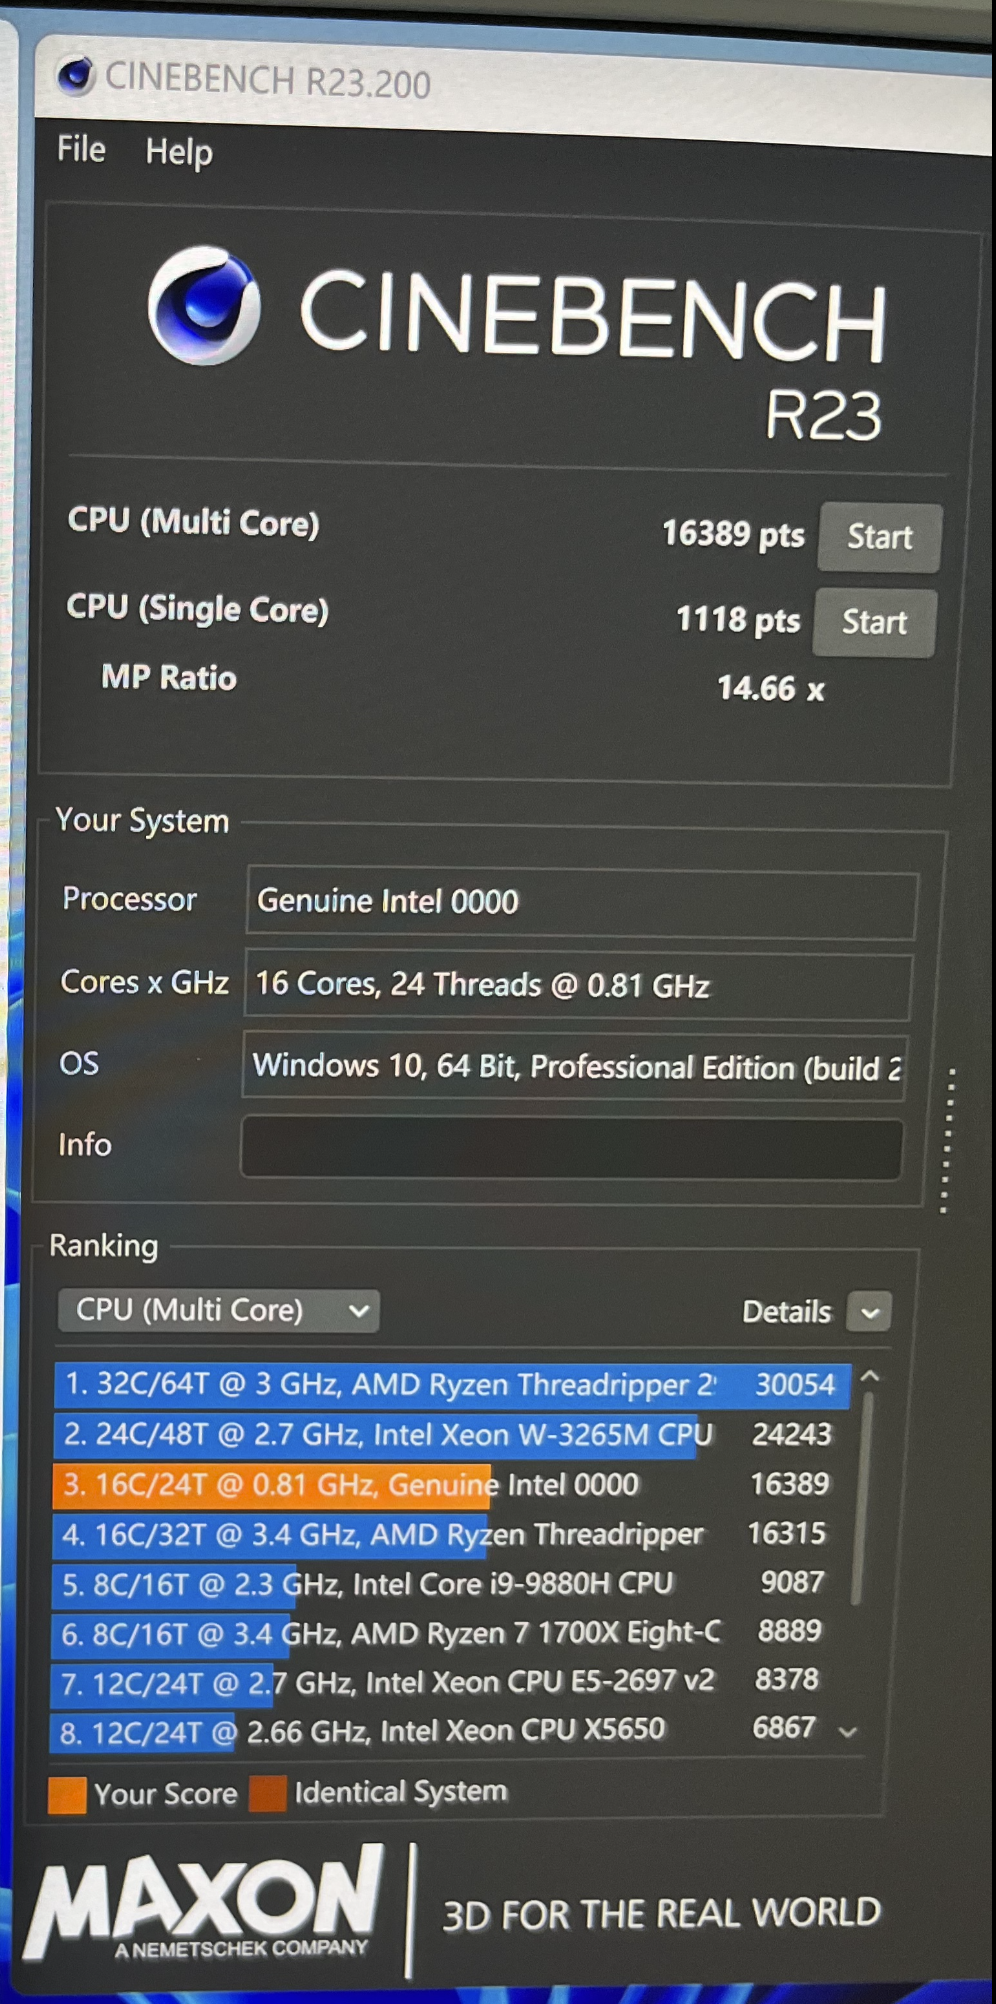 CINEBENCH R23.200
File Help
CINEBENCH
R23
CPU (Multi Core) 16389 pts Start
CPU (Single Core) 1118 pts Start
MP Ratio 14.66 x
Your System
Processor Genuine Intel 0000
Cores x GHz 16 Cores, 24 Threads @ 0.81 GHz
OS Windows 10, 64 Bit, Professional Edition (build 2
Info
Ranking
CPU (Multi Core) Details
1. 32C/64T @ 3 GHz, AMD Ryzen Threadripper 2' 30054
2. 24C/48T @ 2.7 GHz, Intel Xeon W-3265M CPU 24243
3. 16C/24T @ 0.81 GHz, Genuine Intel 0000 16389
4. 16C/32T @ 3.4 GHz, AMD Ryzen Threadripper 16315
5. 8C/16T @ 2.3 GHz, Intel Core i9-9880H CPU 9087
6. 8C/16T @ 3.4 GHz, AMD Ryzen 7 1700X Eight-C 8889
7. 12C/24T @ 2.7 GHz, Intel Xeon CPU E5-2697 v2 8378
8. 12C/24T @ 2.66 GHz, Intel Xeon CPU X5650 6867
Your Score Identical System
MAXON
A NEMETSCHEK COMPANY
3D FOR THE REAL WORLD